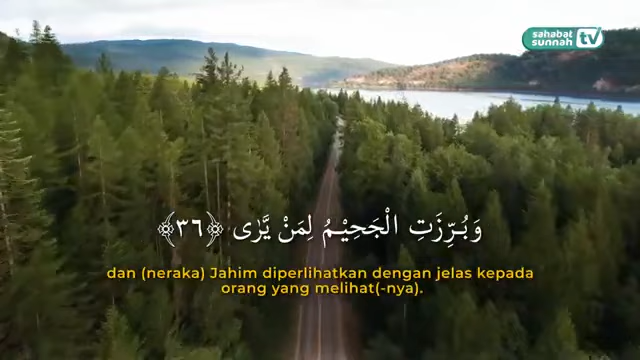 sahabat
sunnah tv
وَبُرِّزَتِ الْجَحِيْمُ لِمَنْ يَّرٰى ﴿٣٦﴾
dan (neraka) Jahim diperlihatkan dengan jelas kepada
orang yang melihat(-nya).